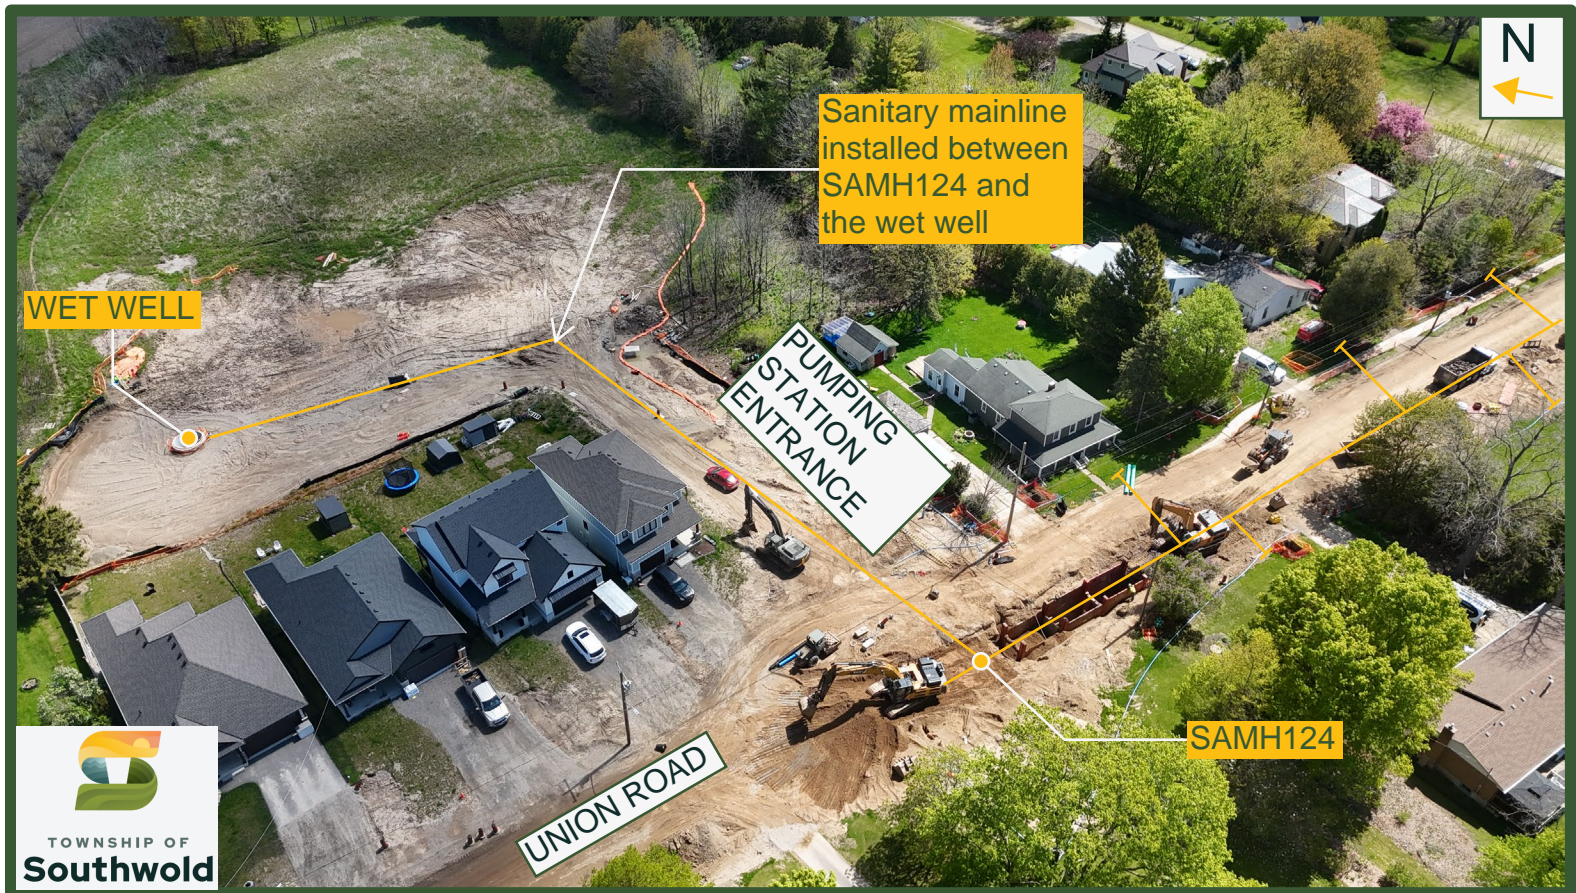 N
Sanitary mainline
installed between
SAMH124 and
the wet well
WET WELL
PUMPING
STATION
ENTRANCE
SAMH124
UNION ROAD
TOWNSHIP OF
Southwold